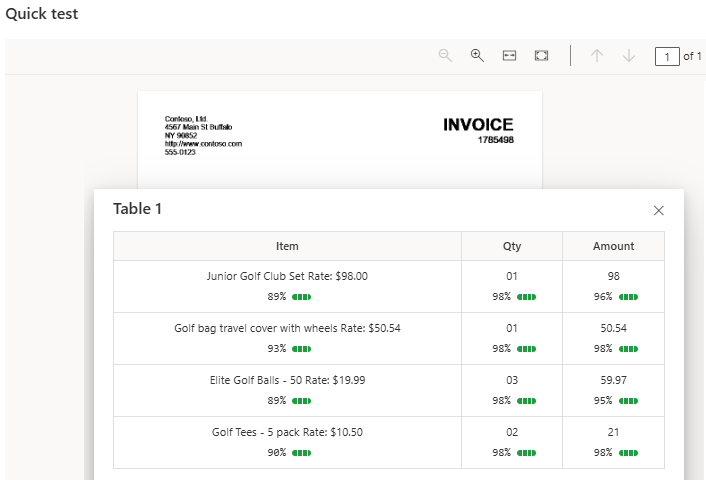 Quick test
1 of 1
Contoso, Ltd.
4567 Main St Buffalo
NY 90852
http://www.contoso.com
555-0123
INVOICE
1785498
Table 1
Item Qty Amount
Junior Golf Club Set Rate: $98.00 01 98
89% 98% 96%
Golf bag travel cover with wheels Rate: $50.54 01 50.54
93% 98% 98%
Elite Golf Balls - 50 Rate: $19.99 03 59.97
89% 98% 95%
Golf Tees - 5 pack Rate: $10.50 02 21
90% 98% 98%